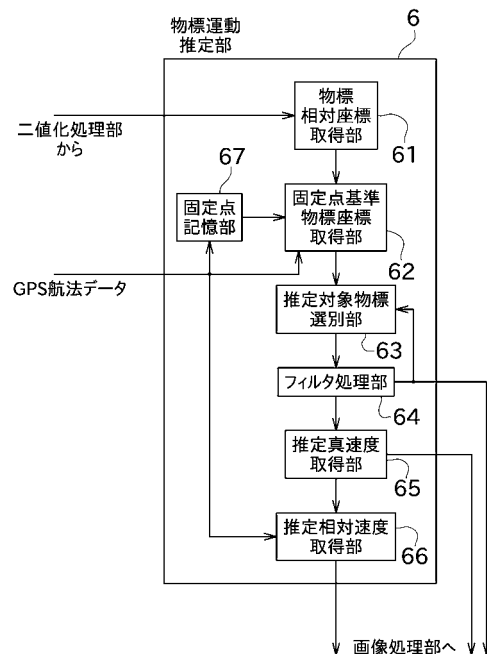 物標運動
推定部
6
物標
相対座標
取得部
61
二値化処理部
から
67
固定点
記憶部
固定点基準
物標座標
取得部
62
GPS航法データ
推定対象物標
選別部
63
フィルタ処理部
64
推定真速度
取得部
65
推定相対速度
取得部
66
画像処理部へ